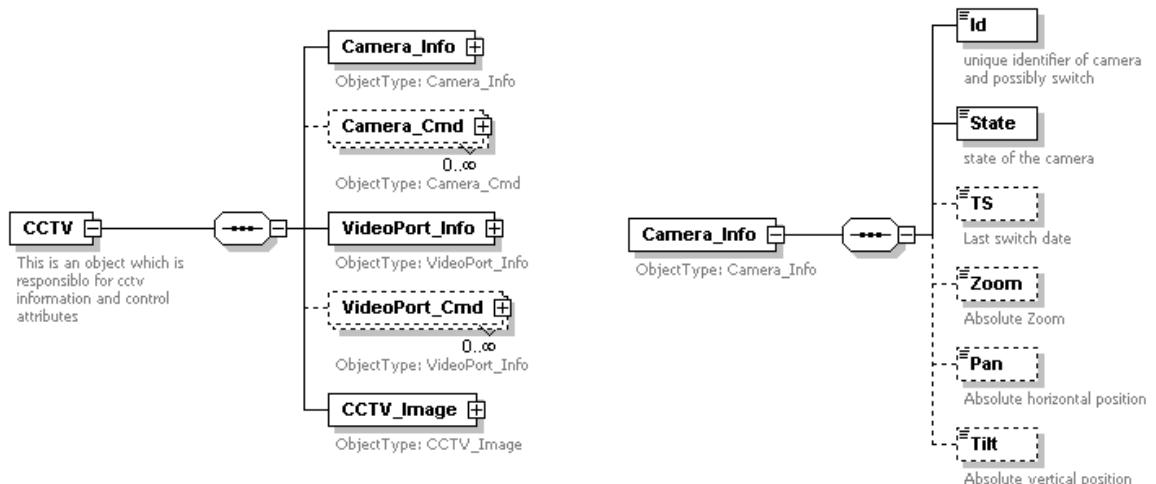 CCTV
This is an object which is
responsiblo for cctv
information and control
attributes
Camera_Info
ObjectType: Camera_Info
Camera_Cmd
0..∞
ObjectType: Camera_Cmd
VideoPort_Info
ObjectType: VideoPort_Info
VideoPort_Cmd
0..∞
ObjectType: VideoPort_Info
CCTV_Image
ObjectType: CCTV_Image
Camera_Info
ObjectType: Camera_Info
Id
unique identifier of camera
and possibly switch
State
state of the camera
TS
Last switch date
Zoom
Absolute Zoom
Pan
Absolute horizontal position
Tilt
Absolute vertical position